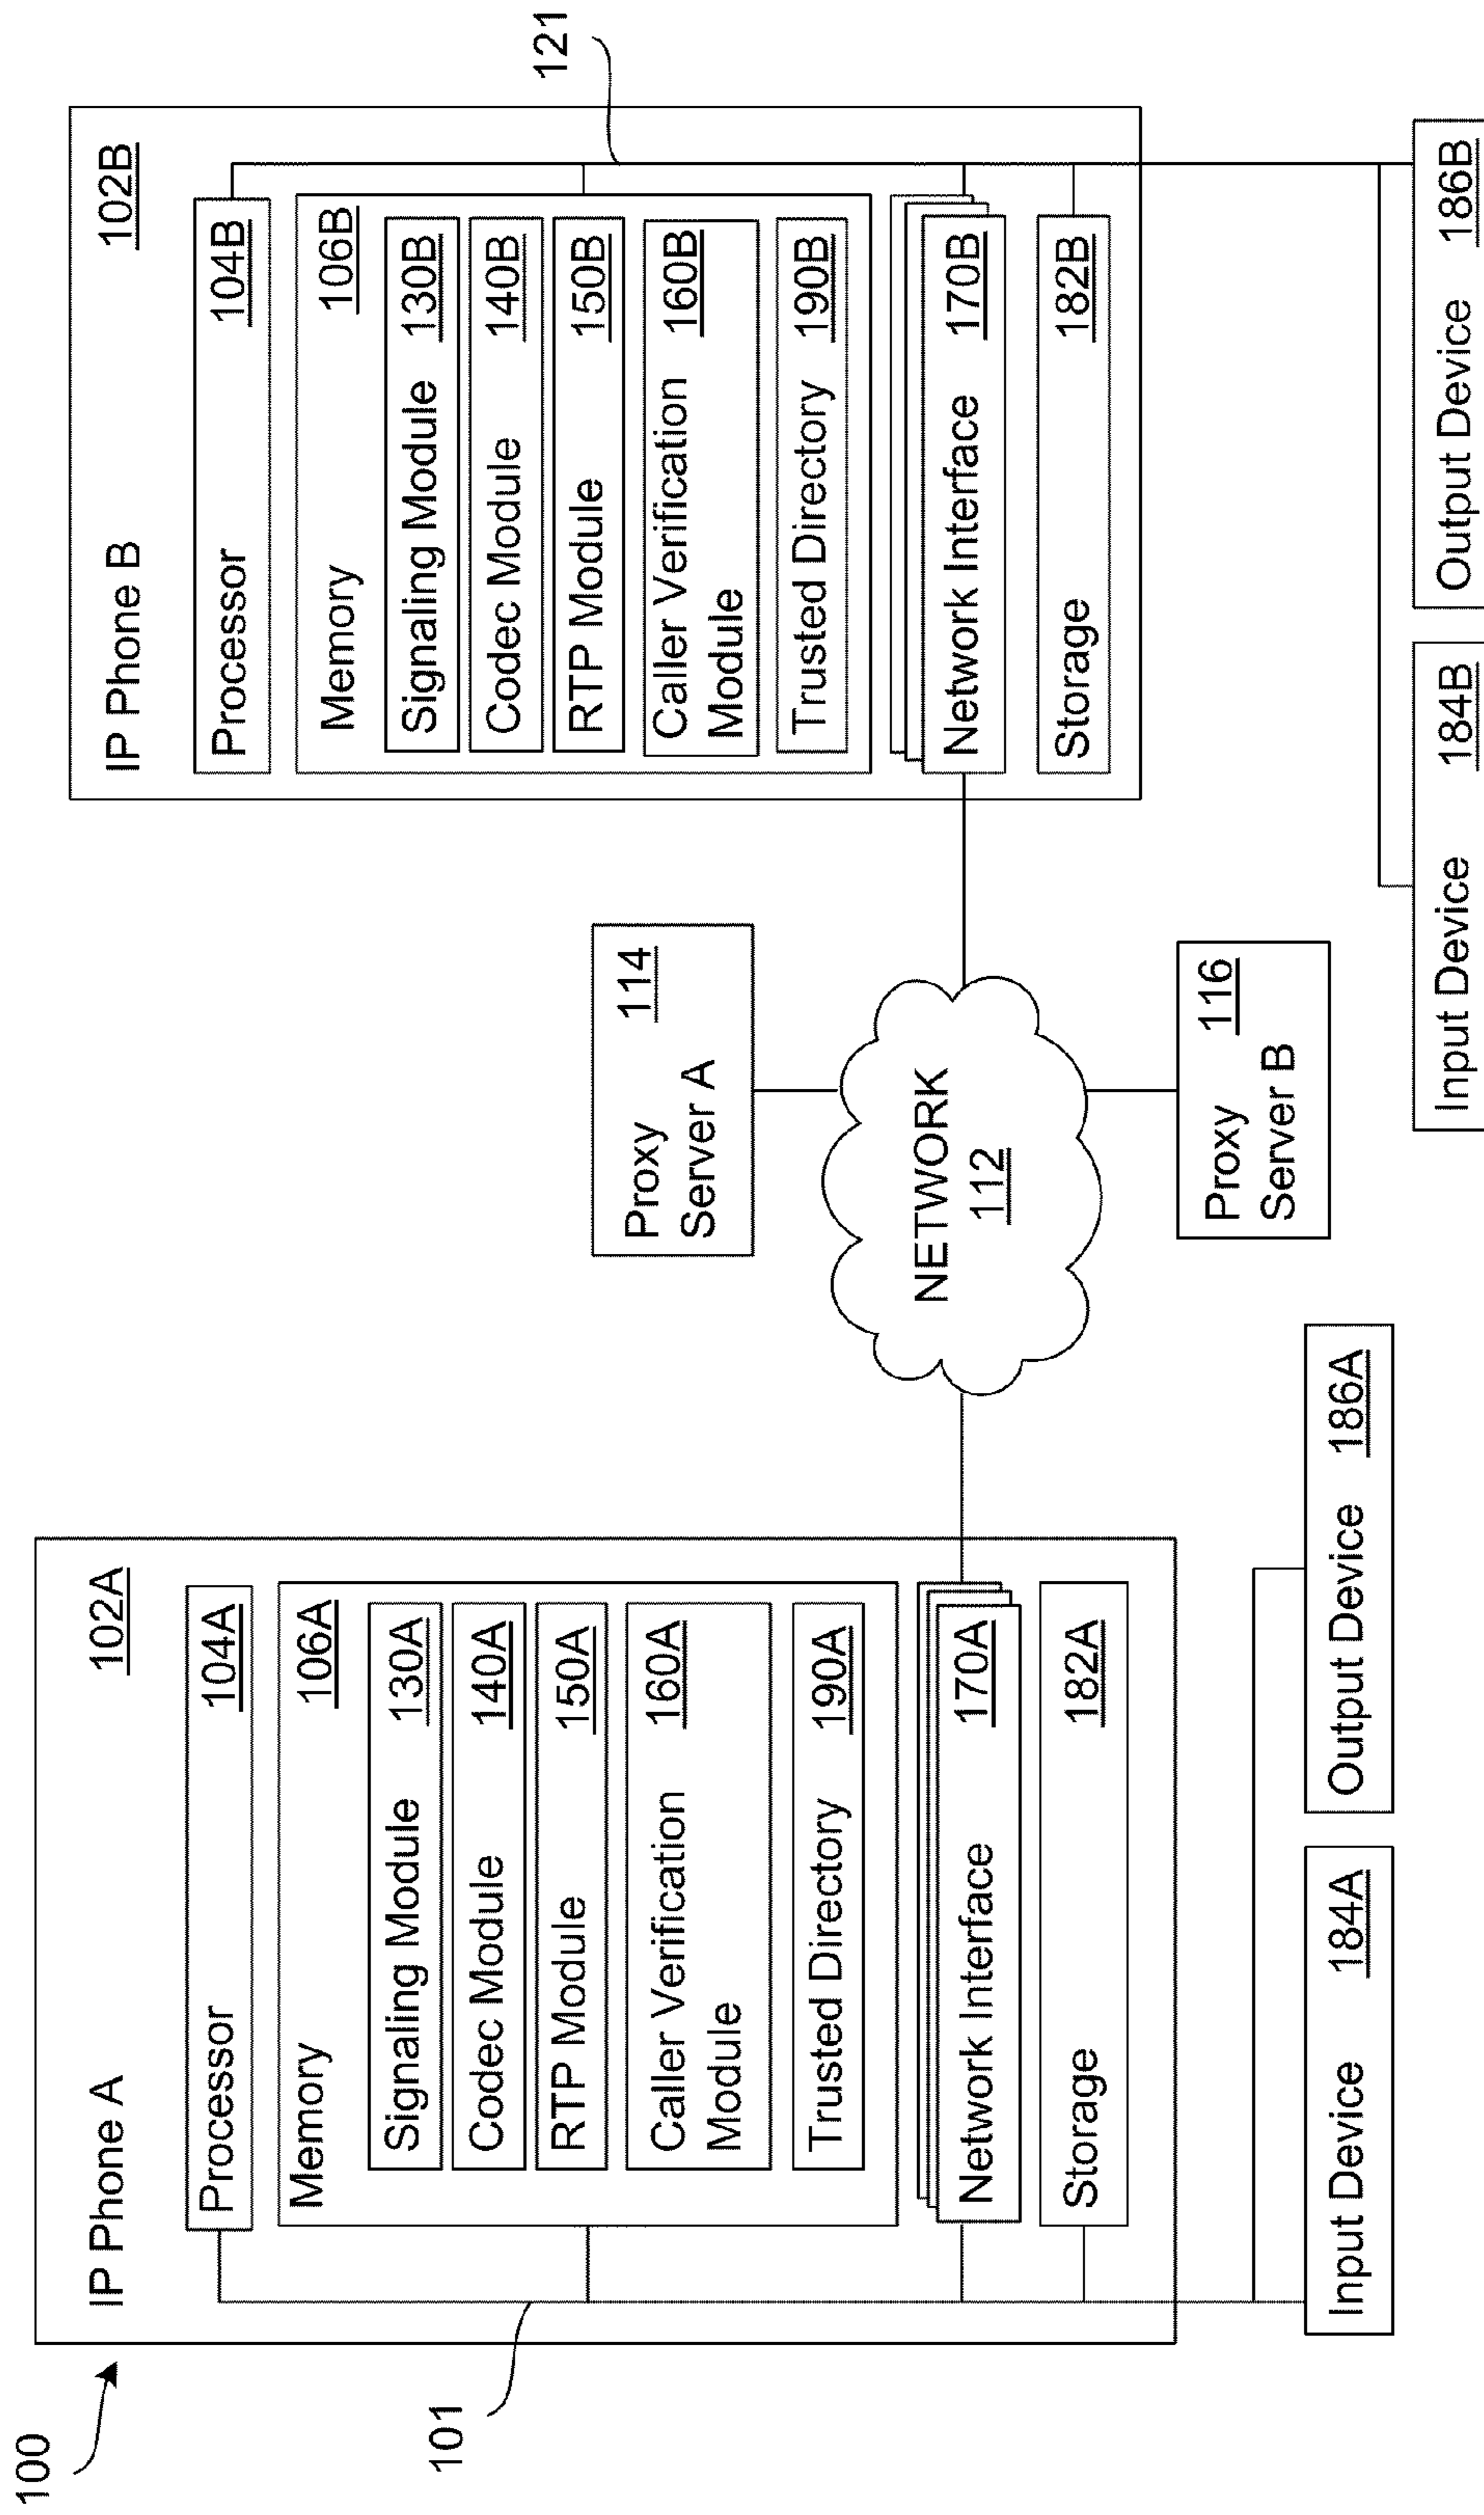 100
IP Phone A
102A
Processor
104A
Memory
106A
Signaling Module
130A
Codec Module
140A
RTP Module
150A
Caller Verification
Module
160A
Trusted Directory
190A
Network Interface
170A
Storage
182A
101
Input Device
184A
Output Device
186A
Proxy
Server A
114
NETWORK
112
Proxy
Server B
116
IP Phone B
102B
Processor
104B
Memory
106B
Signaling Module
130B
Codec Module
140B
RTP Module
150B
Caller Verification
Module
160B
Trusted Directory
190B
Network Interface
170B
Storage
182B
121
Input Device
184B
Output Device
186B